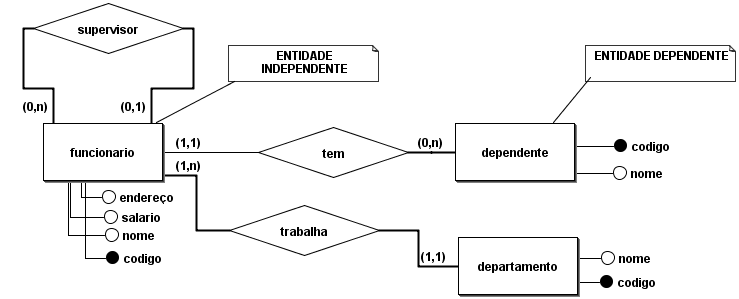 supervisor
ENTIDADE
INDEPENDENTE
ENTIDADE DEPENDENTE
(0,n)
(0,1)
funcionario
(1,1)
tem
(0,n)
dependente
codigo
nome
(1,n)
endereço
salario
nome
codigo
trabalha
(1,1)
departamento
nome
codigo